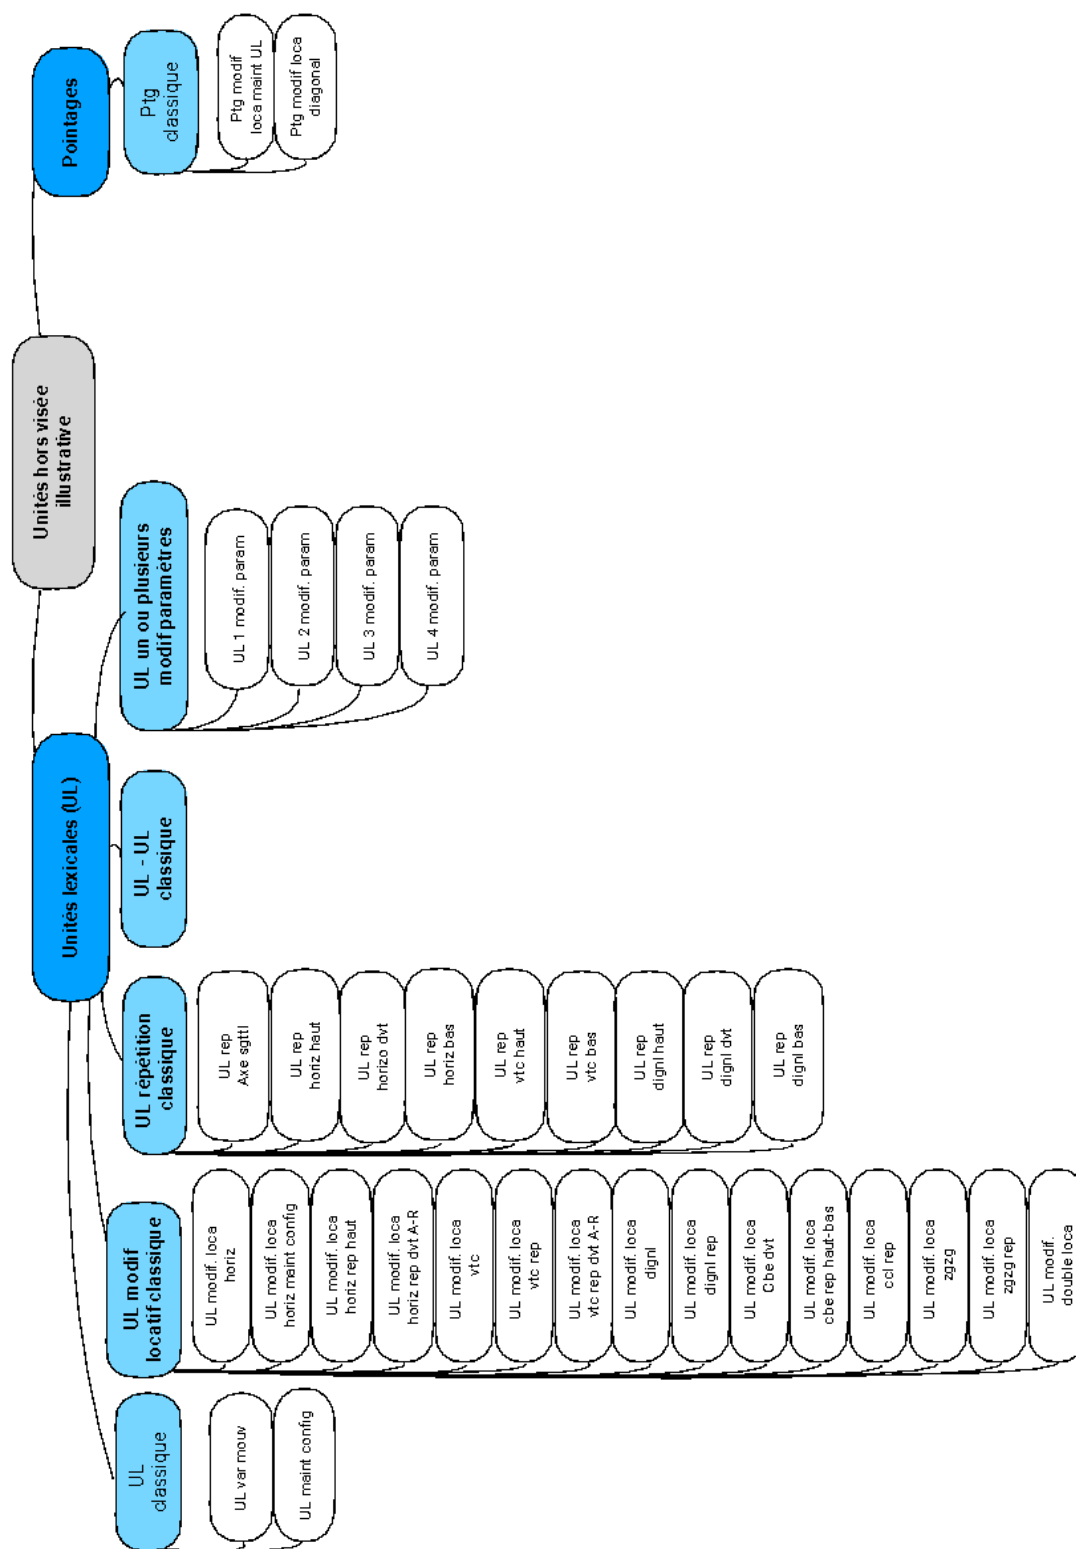 Unités hors visée
illustrative
Unités lexicales (UL)
Pointages
UL
classique
UL modif
locatif classique
UL répétition
classique
UL - UL
classique
UL un ou plusieurs
modif paramètres
Ptg
classique
UL var mouv
UL maint config
UL modif. loca
horiz
UL modif. loca
horiz maint config
UL modif. loca
horiz rep haut
UL modif. loca
horiz rep dvt A-R
UL modif. loca
vtc
UL modif. loca
vtc rep
UL modif. loca
vtc rep dvt A-R
UL modif. loca
dignl
UL modif. loca
dignl rep
UL modif. loca
Cbe dvt
UL modif. loca
cbe rep haut-bas
UL modif. loca
ccl rep
UL modif. loca
zgzg
UL modif. loca
zgzg rep
UL modif.
double loca
UL rep
Axe sgttl
UL rep
horiz haut
UL rep
horizo dvt
UL rep
horiz bas
UL rep
vtc haut
UL rep
vtc bas
UL rep
dignl haut
UL rep
dignl dvt
UL rep
dignl bas
UL 1 modif. param
UL 2 modif. param
UL 3 modif. param
UL 4 modif. param
Ptg modif
loca maint UL
Ptg modif loca
diagonal